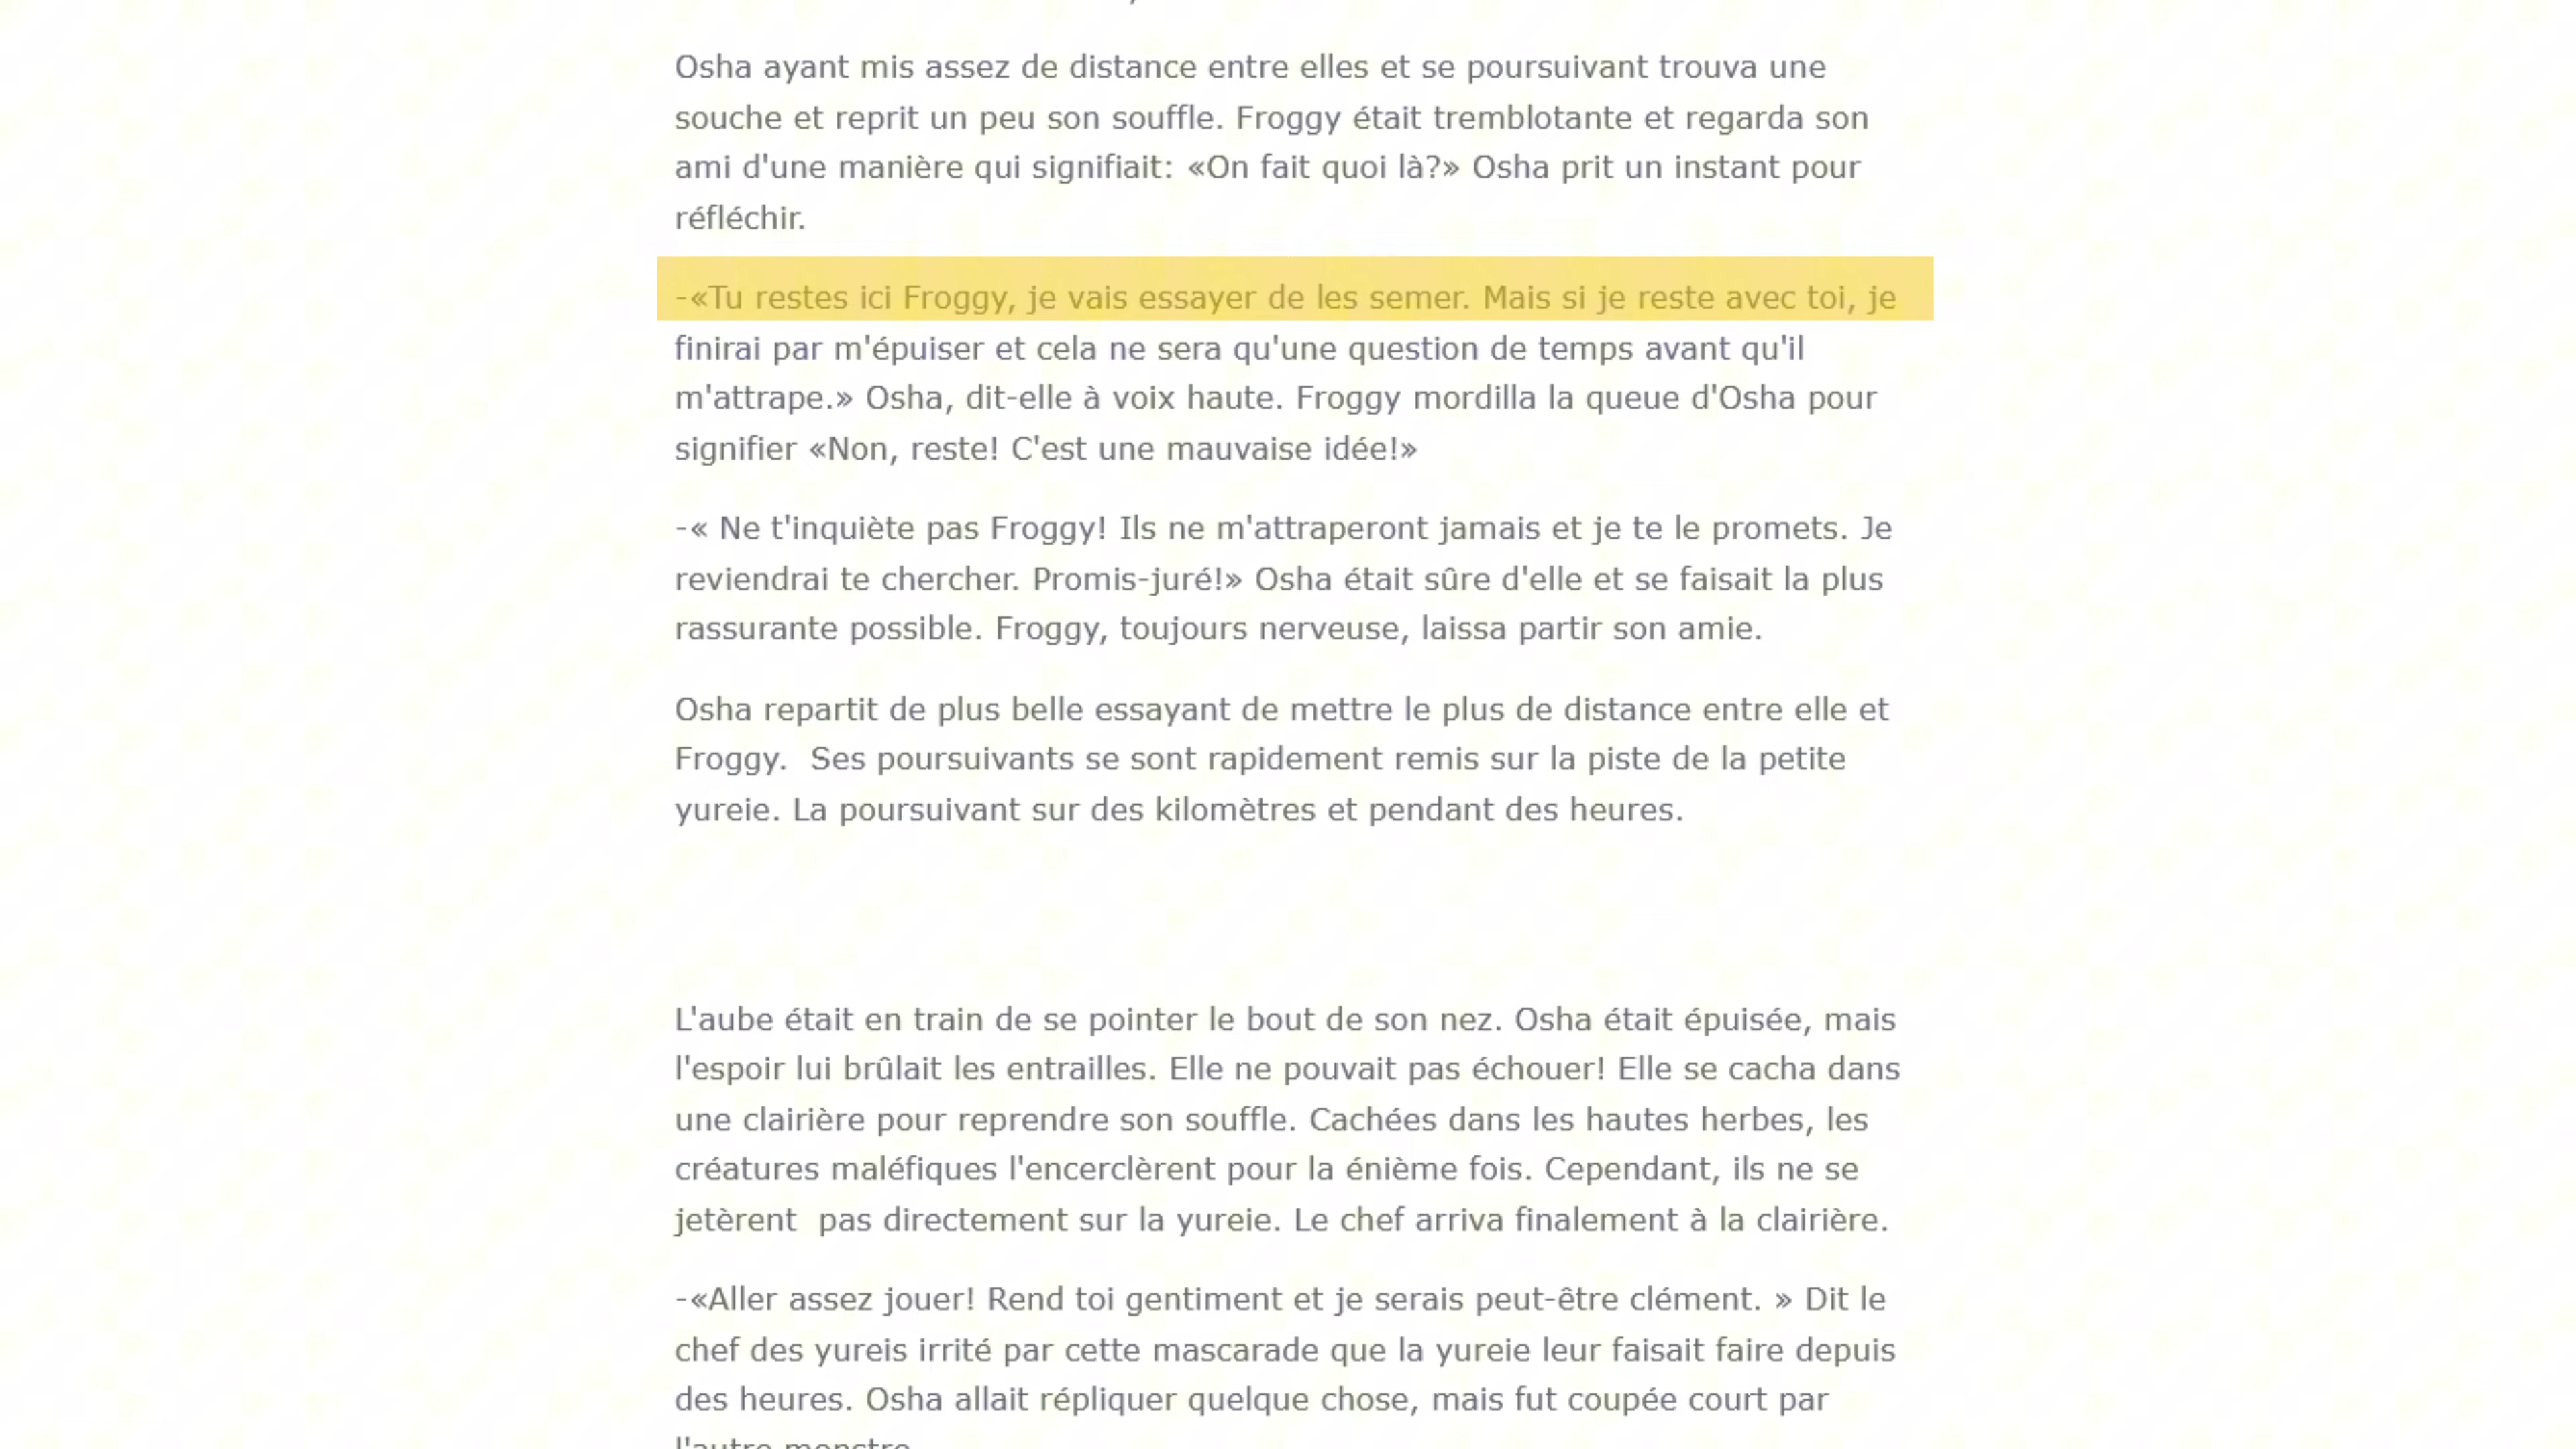 Osha ayant mis assez de distance entre elles et se poursuivant trouva une
souche et reprit un peu son souffle. Froggy était tremblotante et regarda son
ami d'une manière qui signifiait: «On fait quoi là?» Osha prit un instant pour
réfléchir.
-«Tu restes ici Froggy, je vais essayer de les semer. Mais si je reste avec toi, je
finirai par m'épuiser et cela ne sera qu'une question de temps avant qu'il
m'attrape.» Osha, dit-elle à voix haute. Froggy mordilla la queue d'Osha pour
signifier «Non, reste! C'est une mauvaise idée!»
-« Ne t'inquiète pas Froggy! Ils ne m'attraperont jamais et je te le promets. Je
reviendrai te chercher. Promis-juré!» Osha était sûre d'elle et se faisait la plus
rassurante possible. Froggy, toujours nerveuse, laissa partir son amie.
Osha repartit de plus belle essayant de mettre le plus de distance entre elle et
Froggy.  Ses poursuivants se sont rapidement remis sur la piste de la petite
yureie. La poursuivant sur des kilomètres et pendant des heures.
L'aube était en train de se pointer le bout de son nez. Osha était épuisée, mais
l'espoir lui brûlait les entrailles. Elle ne pouvait pas échouer! Elle se cacha dans
une clairière pour reprendre son souffle. Cachées dans les hautes herbes, les
créatures maléfiques l'encerclèrent pour la énième fois. Cependant, ils ne se
jetèrent  pas directement sur la yureie. Le chef arriva finalement à la clairière.
-«Aller assez jouer! Rend toi gentiment et je serais peut-être clément. » Dit le
chef des yureis irrité par cette mascarade que la yureie leur faisait faire depuis
des heures. Osha allait répliquer quelque chose, mais fut coupée court par
l'autre monstre